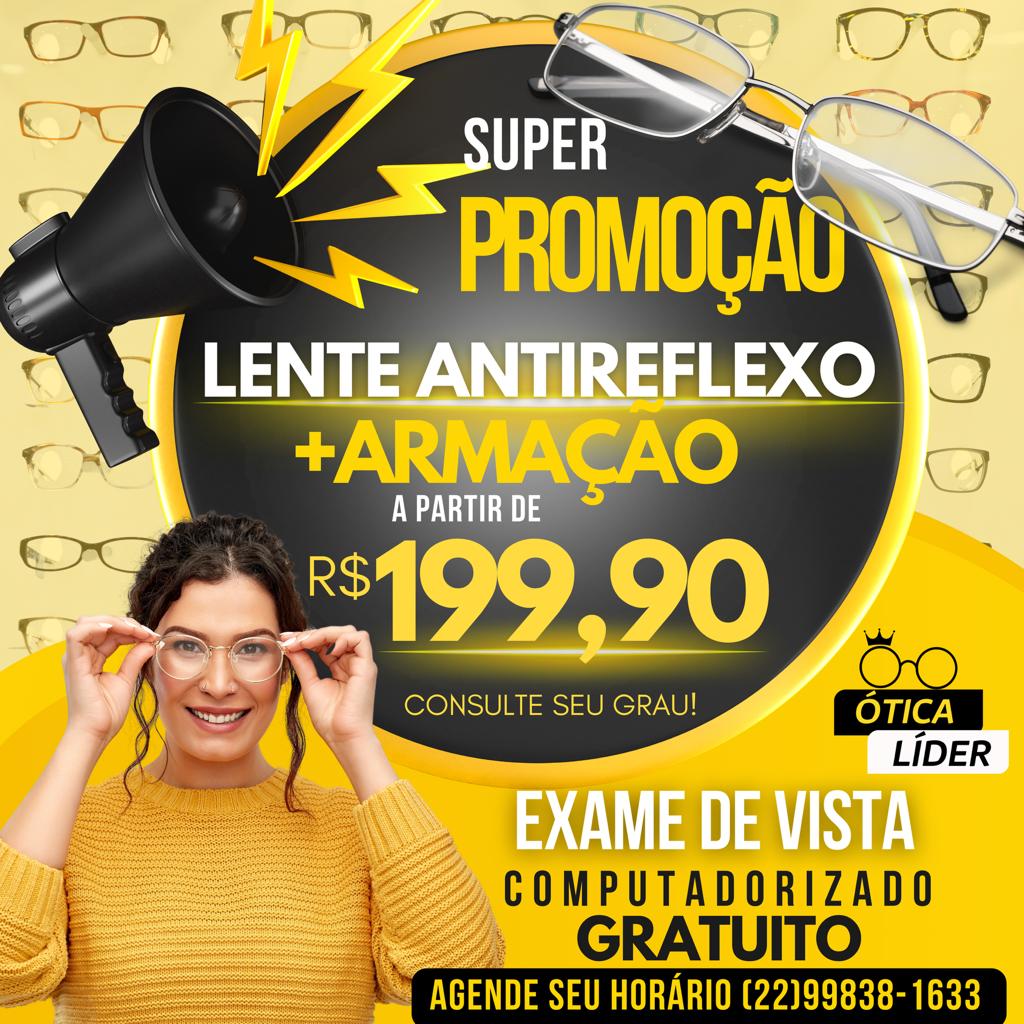 SUPER
PROMOÇÃO
LENTE ANTIREFLEXO
+ARMAÇÃO
A PARTIR DE
R$199,90
CONSULTE SEU GRAU!
ÓTICA
LÍDER
EXAME DE VISTA
COMPUTADORIZADO
GRATUITO
AGENDE SEU HORÁRIO (22)99838-1633